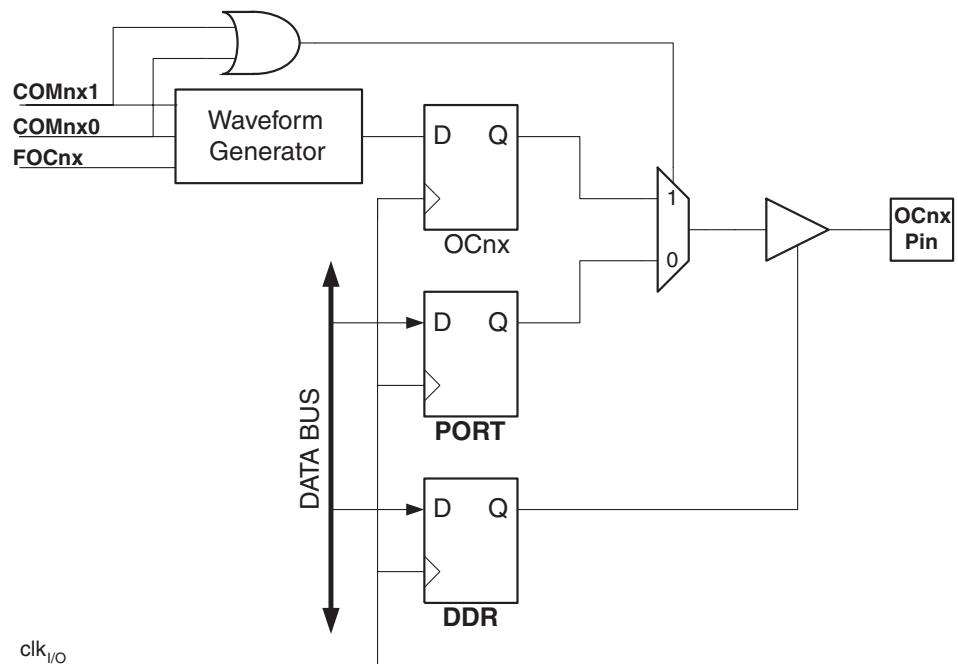 COMnx1
COMnx0
FOCnx
Waveform
Generator
D Q
OCnx
1
0
OCnx
Pin
D Q
PORT
DATA BUS
D Q
DDR
clkI/O